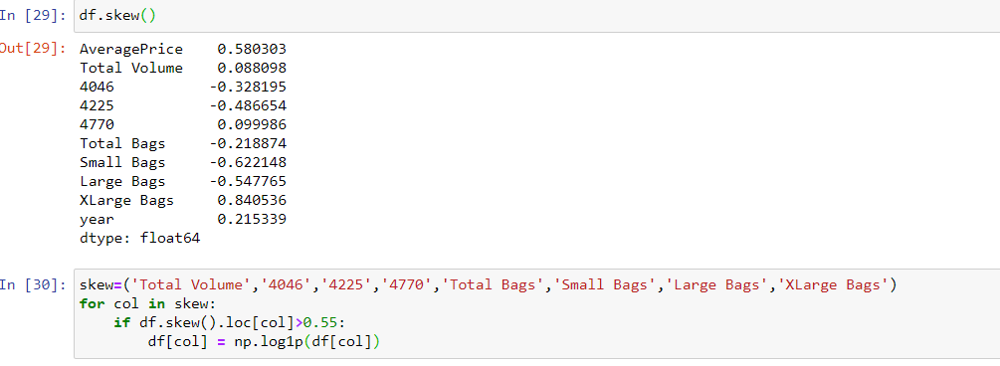 In [29]: df.skew()
Out[29]: AveragePrice 0.580303
Total Volume 0.088098
4046 -0.328195
4225 -0.486654
4770 0.099986
Total Bags -0.218874
Small Bags -0.622148
Large Bags -0.547765
XLarge Bags 0.840536
year 0.215339
dtype: float64
In [30]: skew=('Total Volume','4046','4225','4770','Total Bags','Small Bags','Large Bags','XLarge Bags')
for col in skew:
    if df.skew().loc[col]>0.55:
        df[col] = np.log1p(df[col])